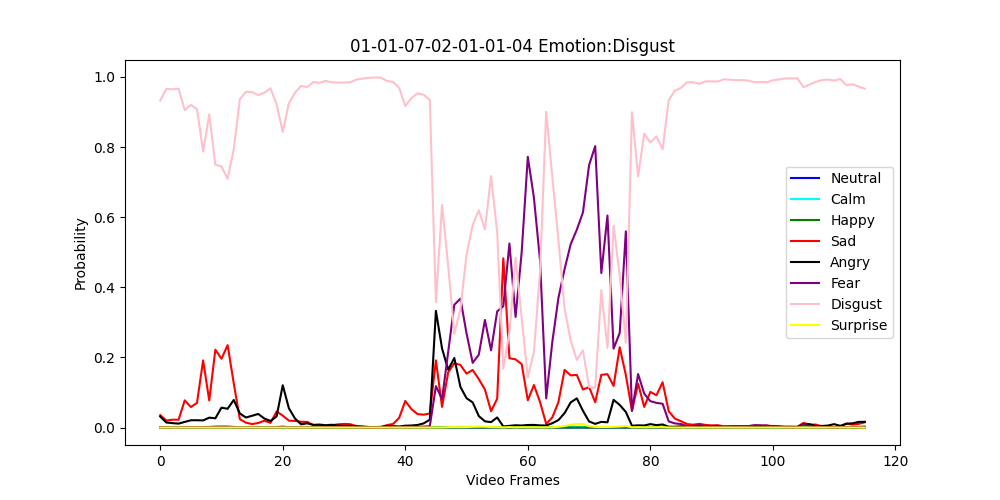 01-01-07-02-01-01-04 Emotion:Disgust
Probability
1.0
0.8
0.6
0.4
0.2
0.0
Neutral
Calm
Happy
Sad
Angry
Fear
Disgust
Surprise
0 20 40 60 80 100 120
Video Frames